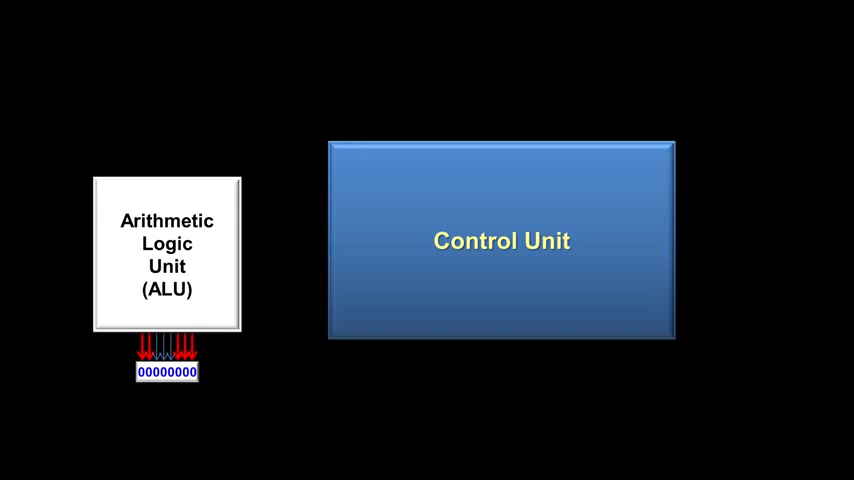 Arithmetic
Logic
Unit
(ALU)
Control Unit
00000000